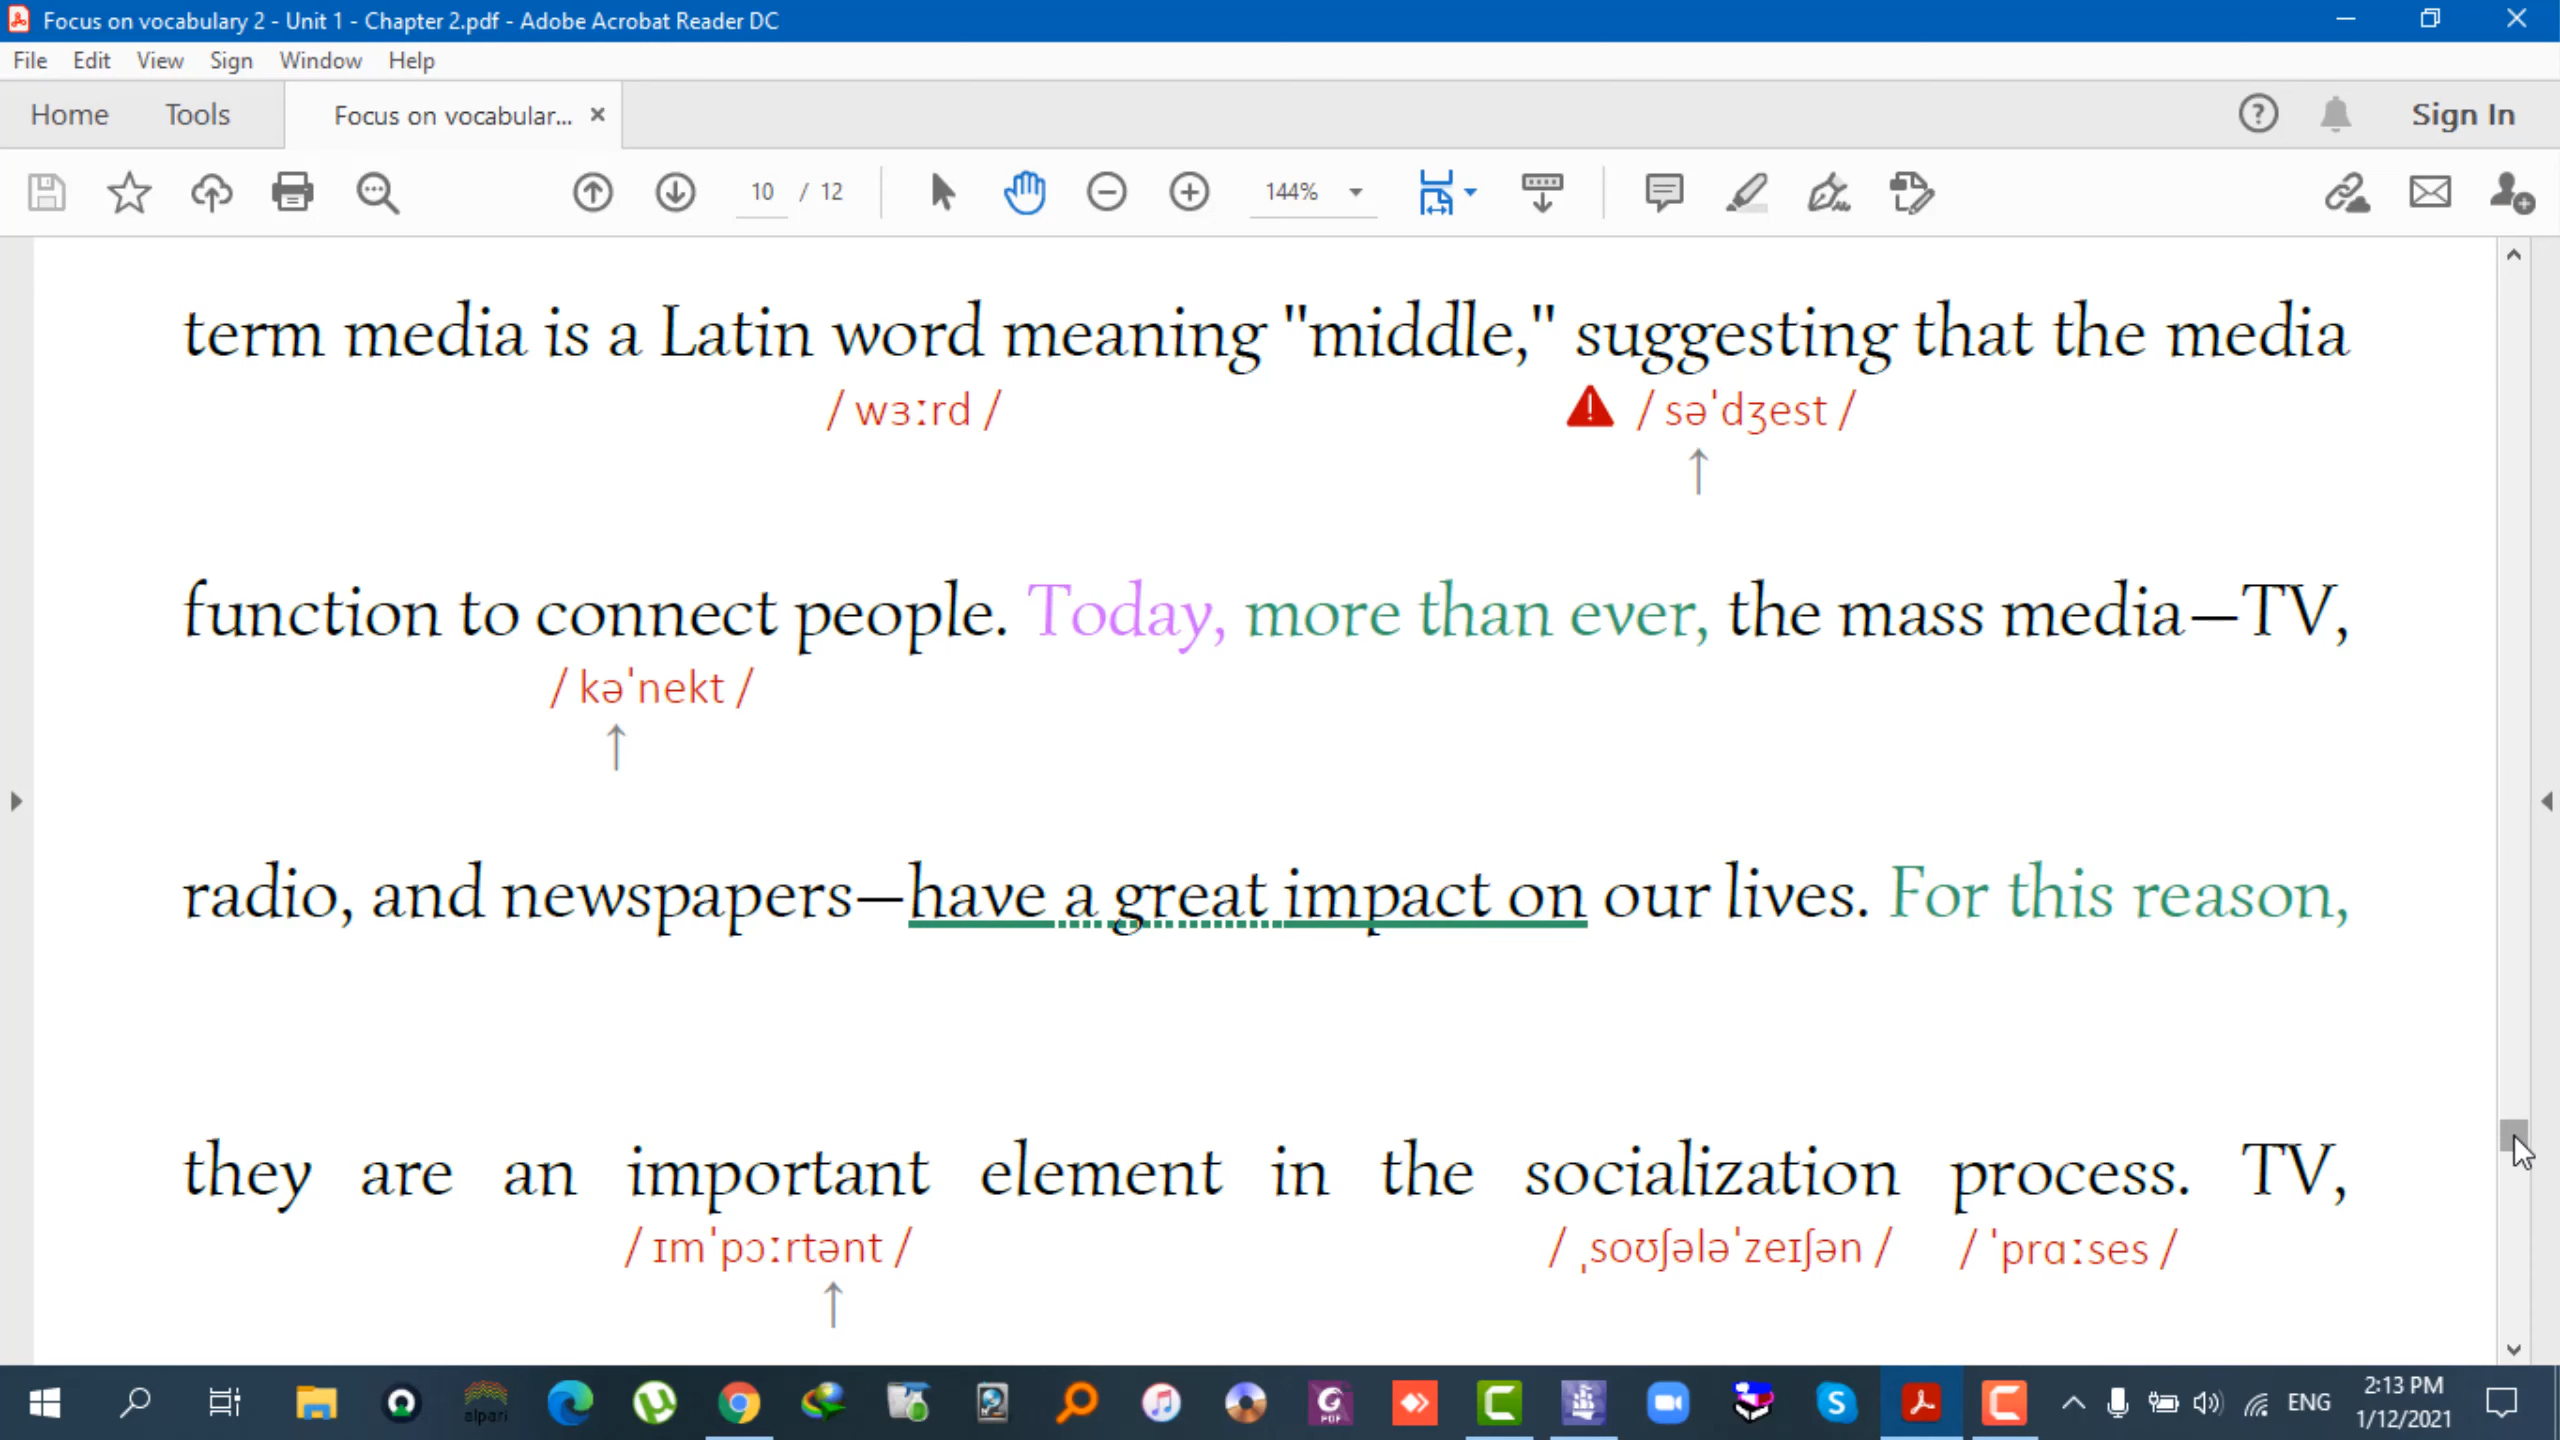 Focus on vocabulary 2 - Unit 1 - Chapter 2.pdf - Adobe Acrobat Reader DC
File Edit View Sign Window Help
Home Tools Focus on vocabular... Sign In
10 / 12 144%
term media is a Latin word meaning "middle," suggesting that the media
/ wɜːrd / / səˈdʒest /
function to connect people. Today, more than ever, the mass media—TV,
/ kəˈnekt /
radio, and newspapers—have a great impact on our lives. For this reason,
they are an important element in the socialization process. TV,
/ ɪmˈpɔːrtənt / / ˌsoʊʃələˈzeɪʃən / / ˈprɑːses /
alpari
G PDF
ENG
2:13 PM
1/12/2021